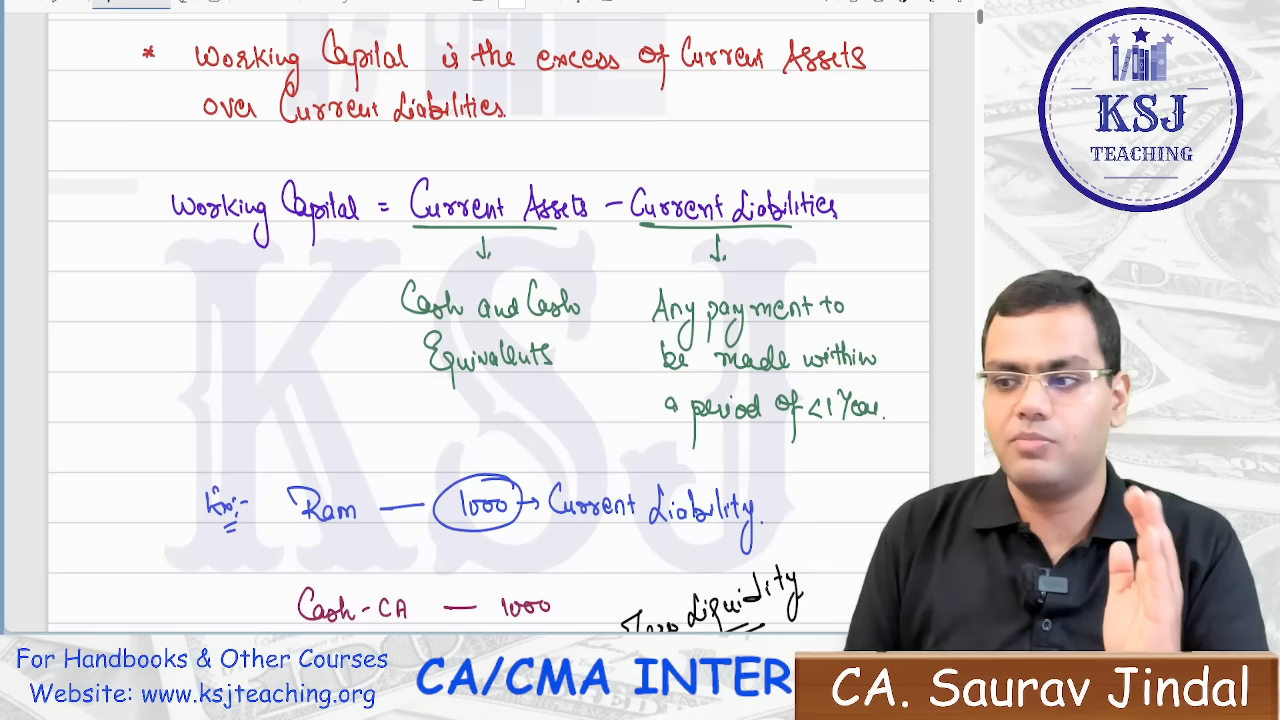 * Working Capital is the excess of Current Assets
over Current Liabilities.
Working Capital = Current Assets - Current Liabilities
Cash and Cash
Equivalents
Any payment to
be made within
a period of <1 Year.
Ex:- Ram — 1000 → Current Liability.
Cash-CA — 1000
Zero Liquidity
KSJ
KSJ
TEACHING
For Handbooks & Other Courses
Website: www.ksjteaching.org
CA/CMA INTER
CA. Saurav Jindal